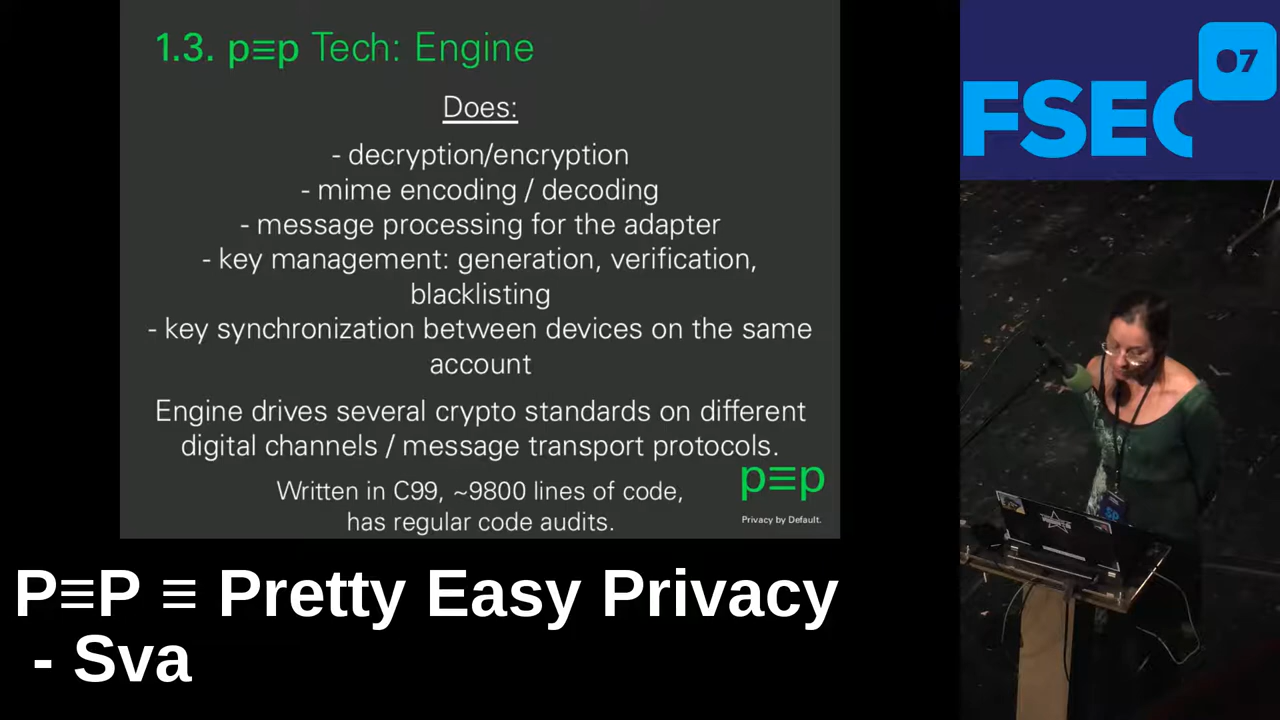 1.3. p≡p Tech: Engine
Does:
- decryption/encryption
- mime encoding / decoding
- message processing for the adapter
- key management: generation, verification,
blacklisting
- key synchronization between devices on the same
account
Engine drives several crypto standards on different
digital channels / message transport protocols.
Written in C99, ~9800 lines of code,
has regular code audits.
p≡p
Privacy by Default.
07
FSEC
P≡P ≡ Pretty Easy Privacy
- Sva